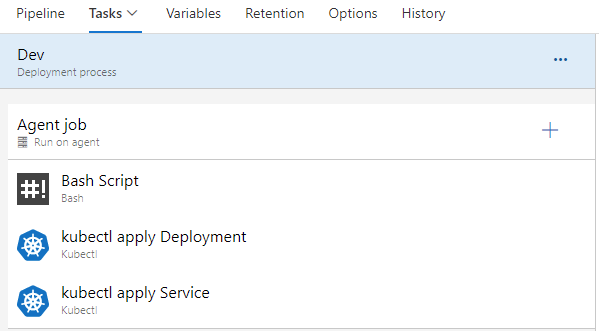 Pipeline Tasks Variables Retention Options History
Dev
Deployment process
Agent job
Run on agent
#! Bash Script
Bash
kubectl apply Deployment
Kubectl
kubectl apply Service
Kubectl